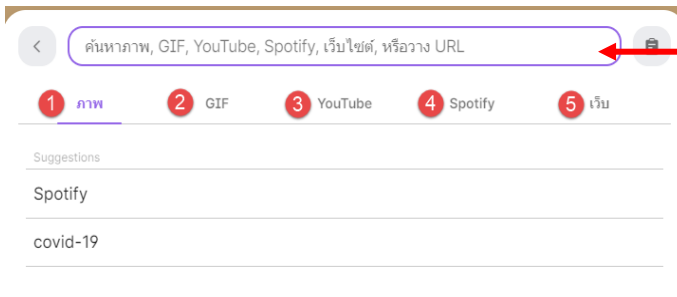 ค้นหาภาพ, GIF, YouTube, Spotify, เว็บไซต์, หรือวาง URL
1 ภาพ 2 GIF 3 YouTube 4 Spotify 5 เว็บ
Suggestions
Spotify
covid-19